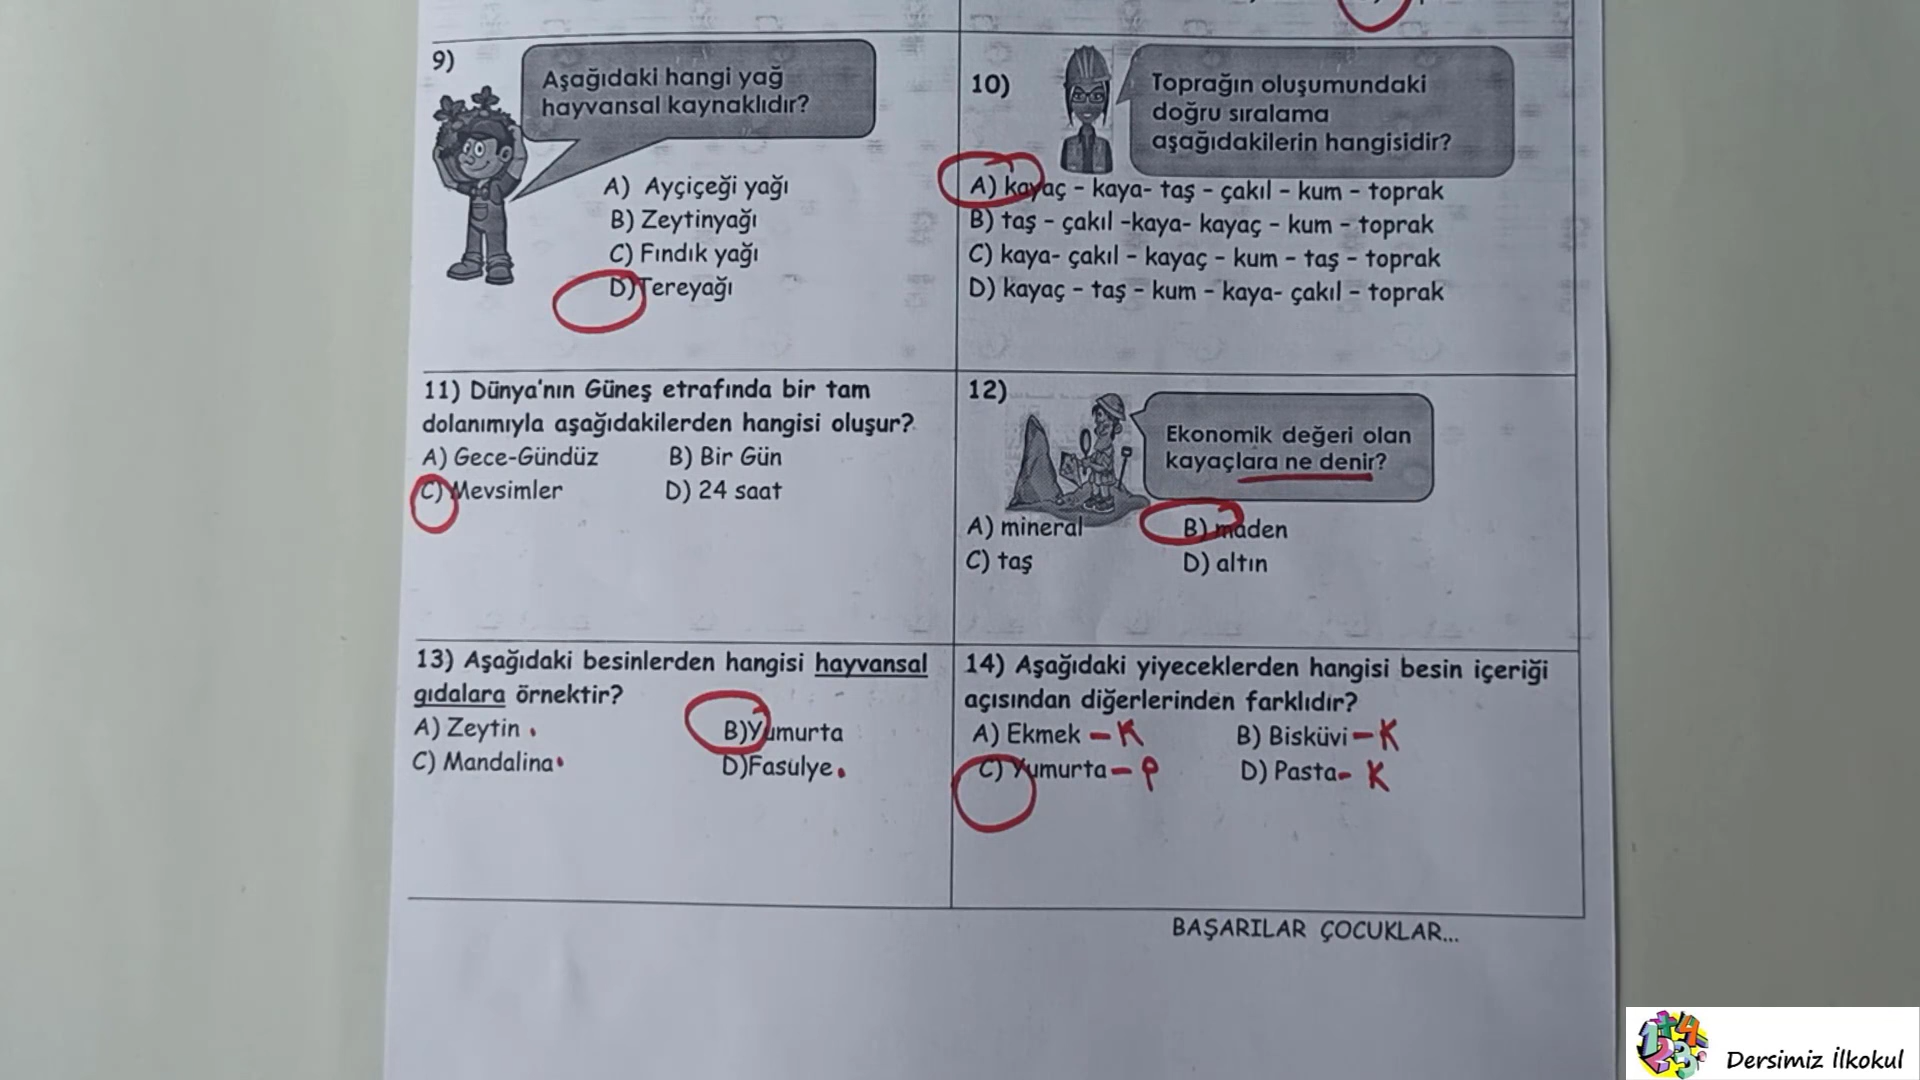 9)
Aşağıdaki hangi yağ
hayvansal kaynaklıdır?
A) Ayçiçeği yağı
B) Zeytinyağı
C) Fındık yağı
D) Tereyağı
10)
Toprağın oluşumundaki
doğru sıralama
aşağıdakilerin hangisidir?
A) kayaç – kaya- taş – çakıl – kum – toprak
B) taş – çakıl -kaya- kayaç – kum – toprak
C) kaya- çakıl – kayaç – kum – taş – toprak
D) kayaç – taş – kum – kaya- çakıl – toprak
11) Dünya'nın Güneş etrafında bir tam
dolanımıyla aşağıdakilerden hangisi oluşur?
A) Gece-Gündüz B) Bir Gün
C) Mevsimler D) 24 saat
12)
Ekonomik değeri olan
kayaçlara ne denir?
A) mineral B) maden
C) taş D) altın
13) Aşağıdaki besinlerden hangisi hayvansal
gıdalara örnektir?
A) Zeytin B)Yumurta
C) Mandalina D)Fasulye
14) Aşağıdaki yiyeceklerden hangisi besin içeriği
açısından diğerlerinden farklıdır?
A) Ekmek – K B) Bisküvi – K
C) Yumurta – P D) Pasta - K
BAŞARILAR ÇOCUKLAR...
1+4
23
Dersimiz İlkokul